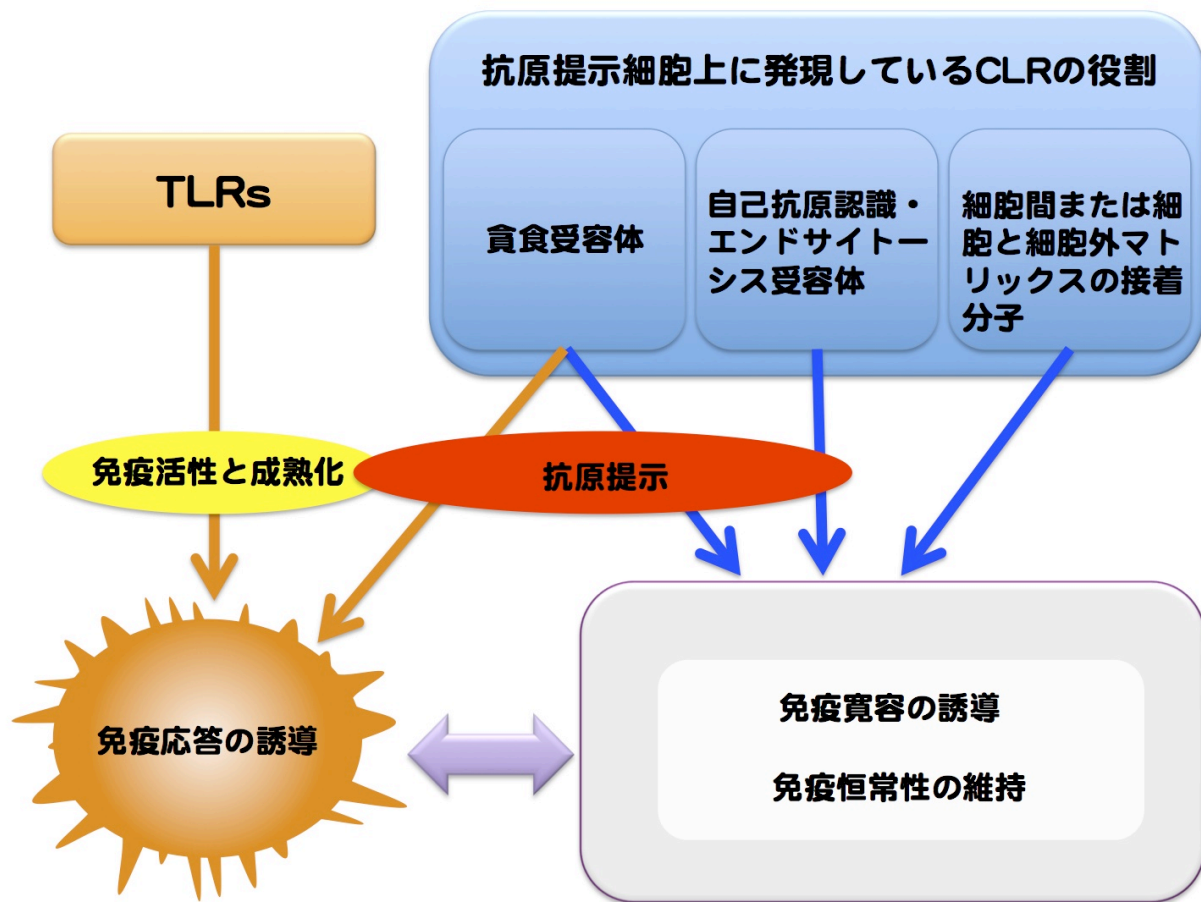 抗原提示細胞上に発現しているCLRの役割
TLRs
貪食受容体
自己抗原認識・
エンドサイトー
シス受容体
細胞間または細
胞と細胞外マト
リックスの接着
分子
免疫活性と成熟化
抗原提示
免疫応答の誘導
免疫寛容の誘導
免疫恒常性の維持